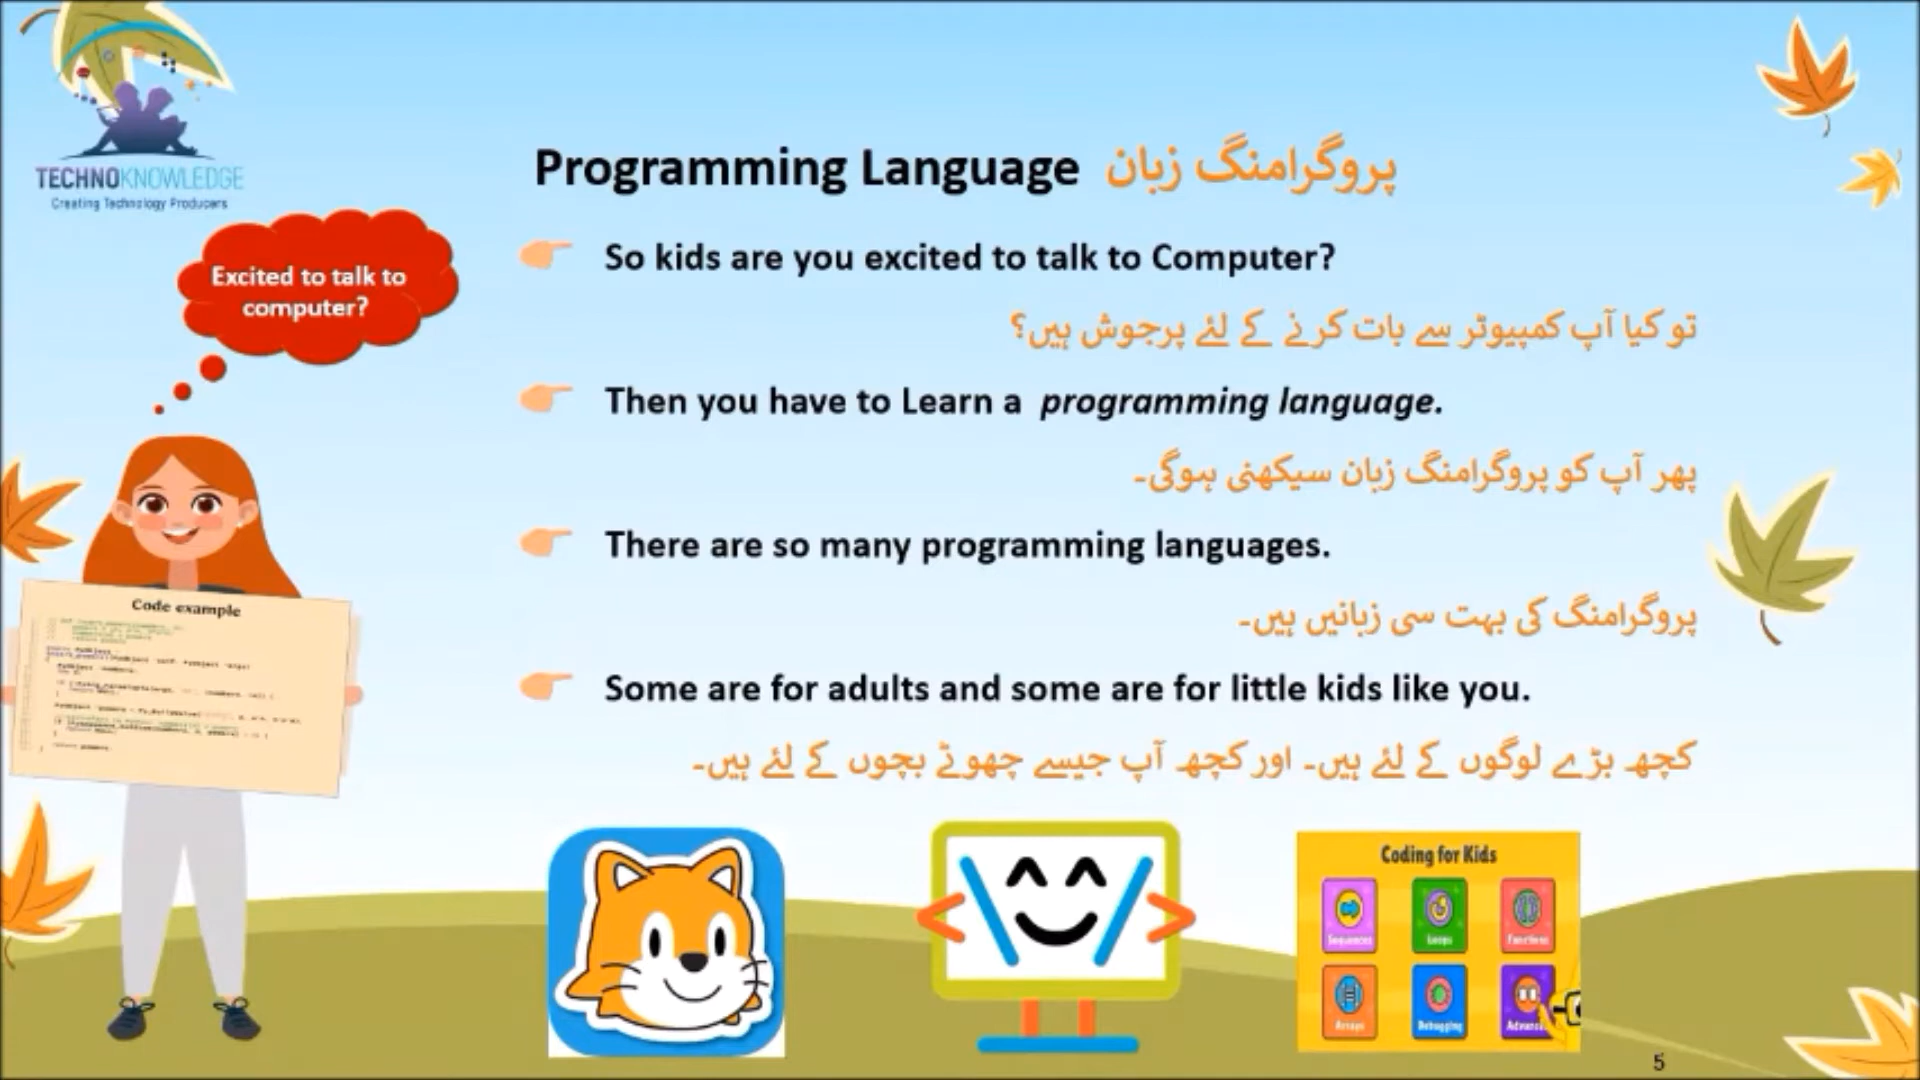 TECHNOKNOWLEDGE
Creating Technology Producers
Programming Language پروگرامنگ زبان
Excited to talk to
computer?
So kids are you excited to talk to Computer?
تو کیا آپ کمپیوٹر سے بات کرنے کے لئے پرجوش ہیں؟
Then you have to Learn a programming language.
پھر آپ کو پروگرامنگ زبان سیکھنی ہوگی۔
There are so many programming languages.
پروگرامنگ کی بہت سی زبانیں ہیں۔
Some are for adults and some are for little kids like you.
کچھ بڑے لوگوں کے لئے ہیں۔ اور کچھ آپ جیسے چھوٹے بچوں کے لئے ہیں۔
Code example
Coding for Kids
Sequences Loops Functions
Arrays Debugging
5